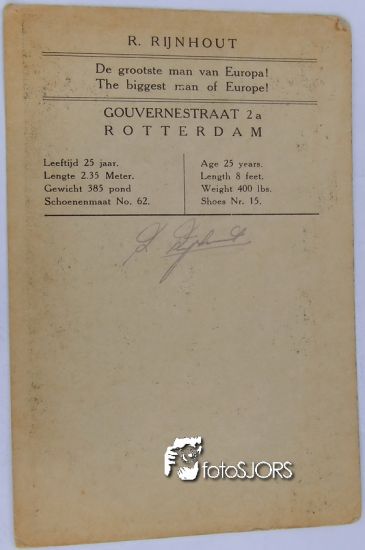 R. RIJNHOUT
De grootste man van Europa!
The biggest man of Europe!
GOUVERNESTRAAT 2a
ROTTERDAM
Leeftijd 25 jaar.
Lengte 2.35 Meter.
Gewicht 385 pond
Schoenenmaat No. 62.
Age 25 years.
Length 8 feet.
Weight 400 lbs.
Shoes Nr. 15.
fotoSJORS